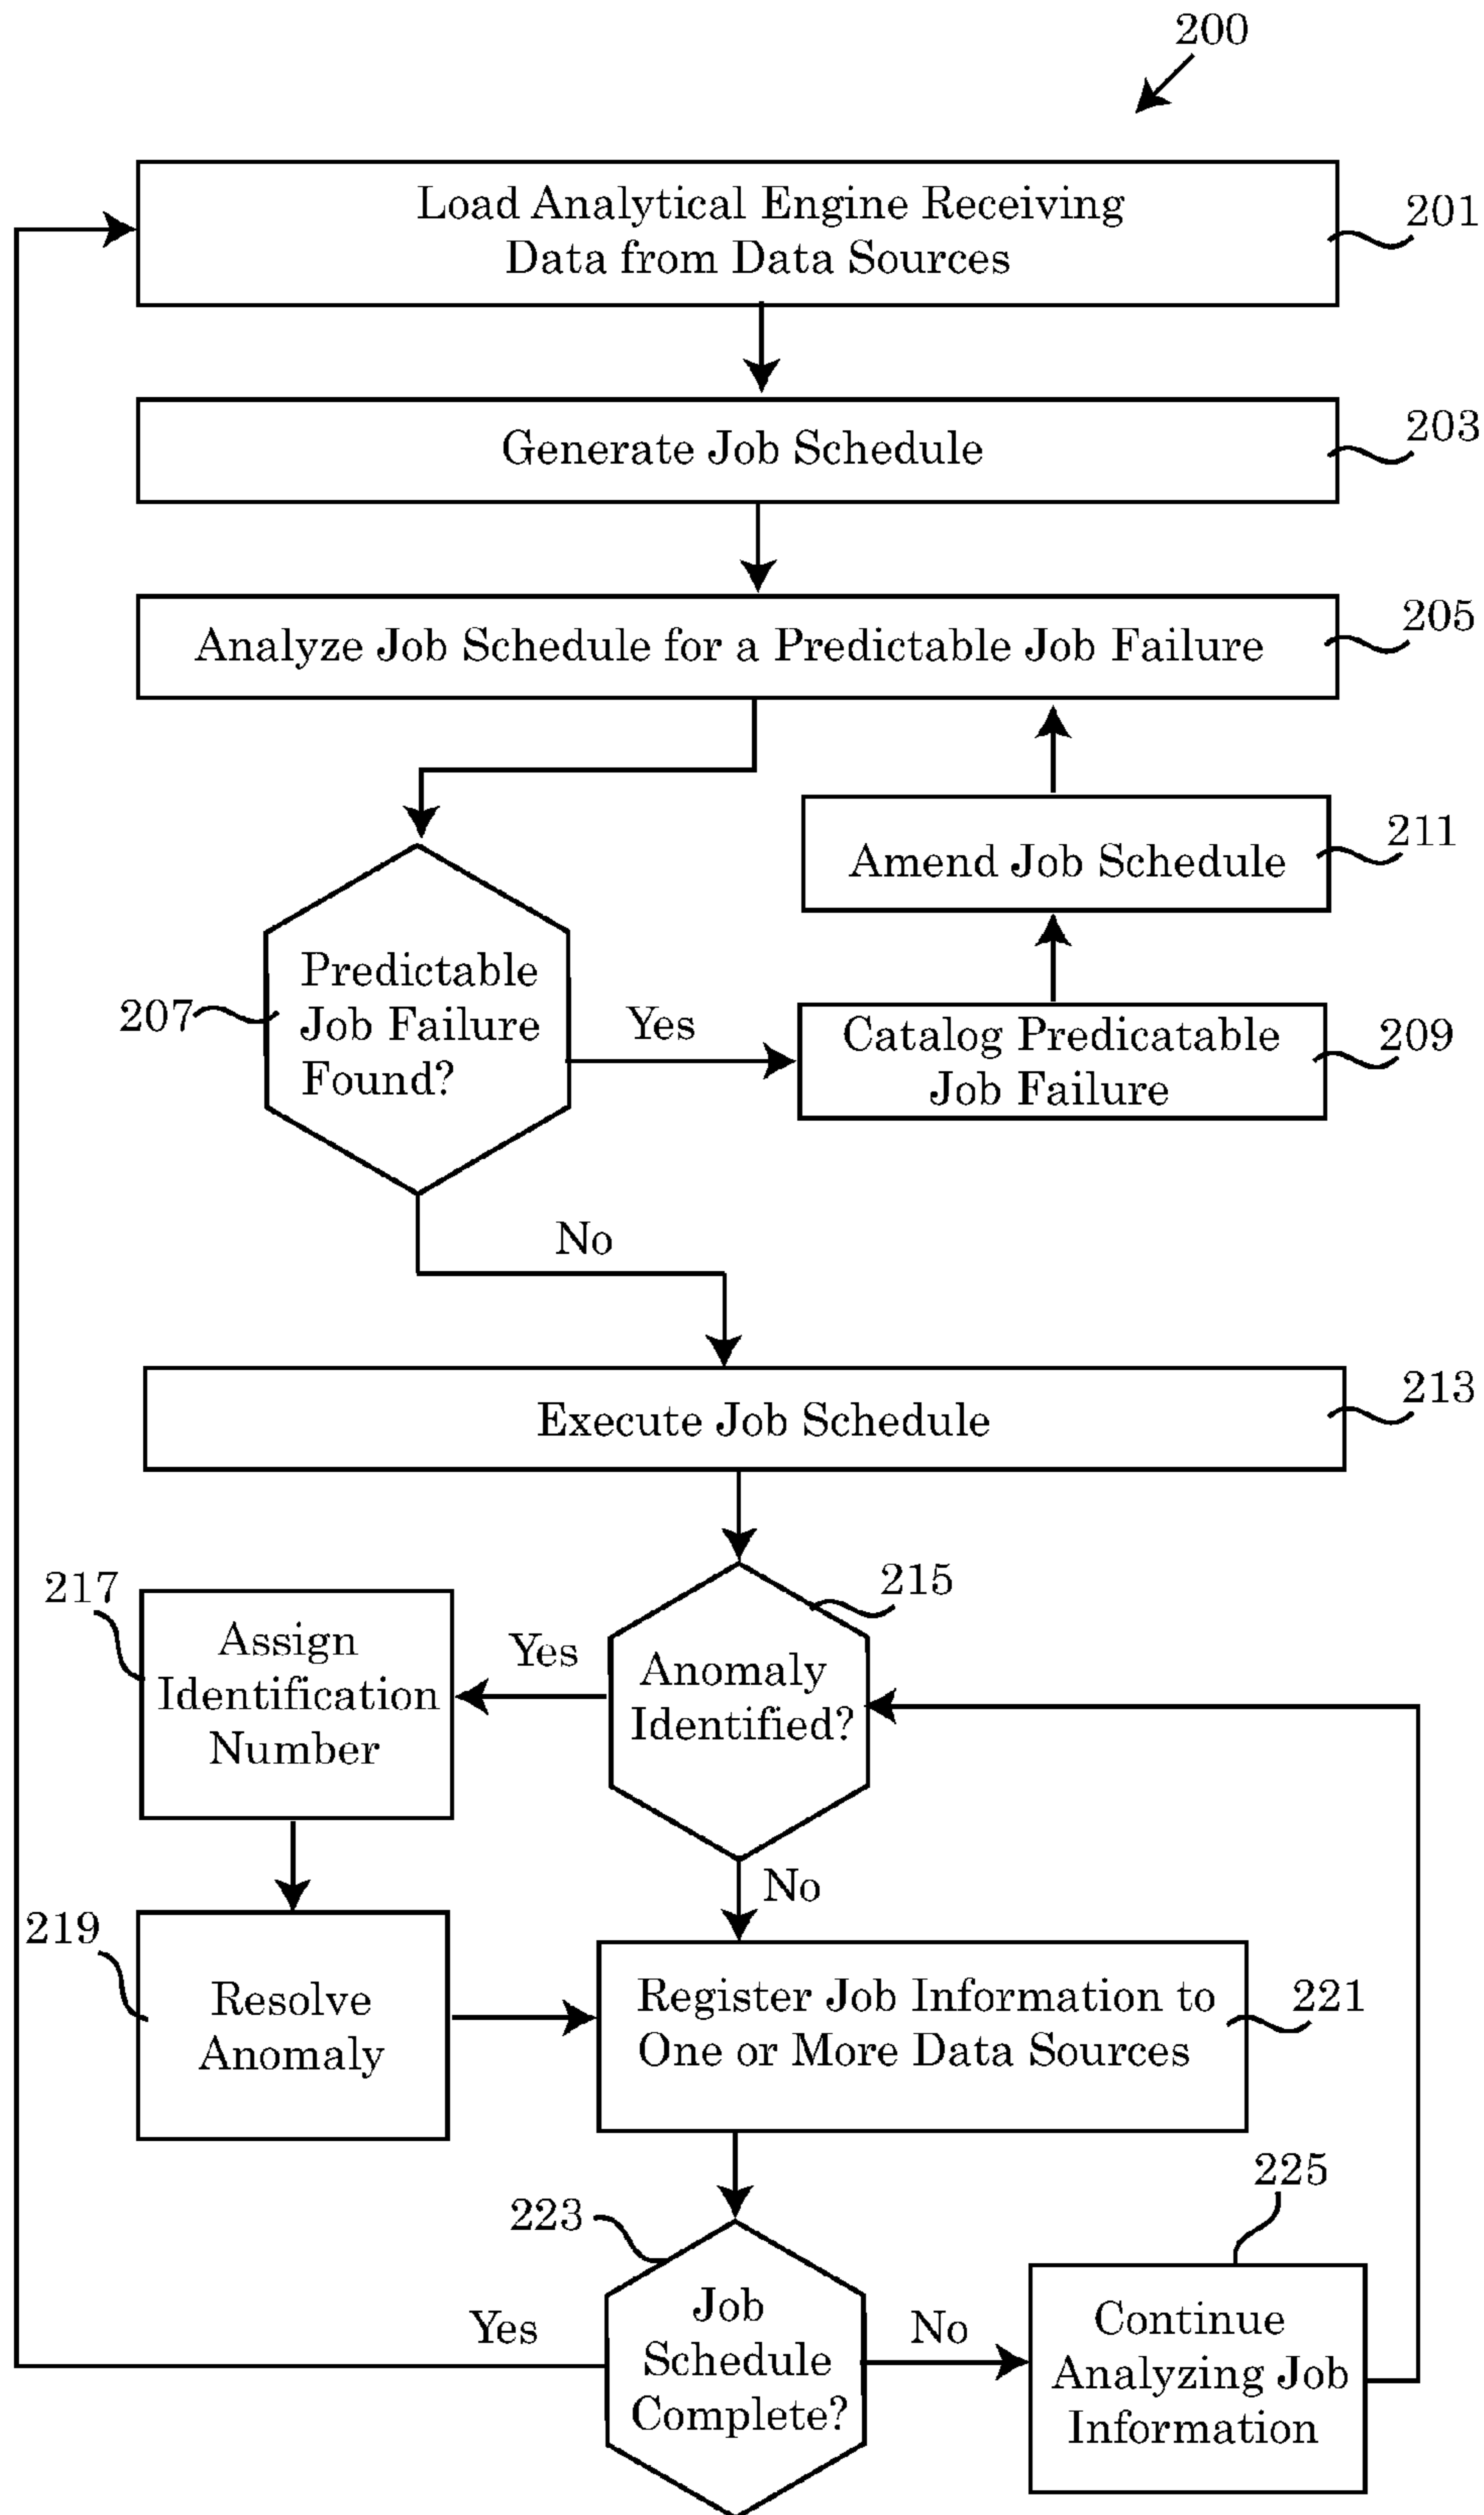 200
Load Analytical Engine Receiving
Data from Data Sources
201
Generate Job Schedule
203
Analyze Job Schedule for a Predictable Job Failure
205
Amend Job Schedule
211
Predictable
Job Failure
Found?
207
Yes
Catalog Predicatable
Job Failure
209
No
Execute Job Schedule
213
217
Assign
Identification
Number
Yes
215
Anomaly
Identified?
No
219
Resolve
Anomaly
Register Job Information to
One or More Data Sources
221
223
225
Yes
Job
Schedule
Complete?
No
Continue
Analyzing Job
Information